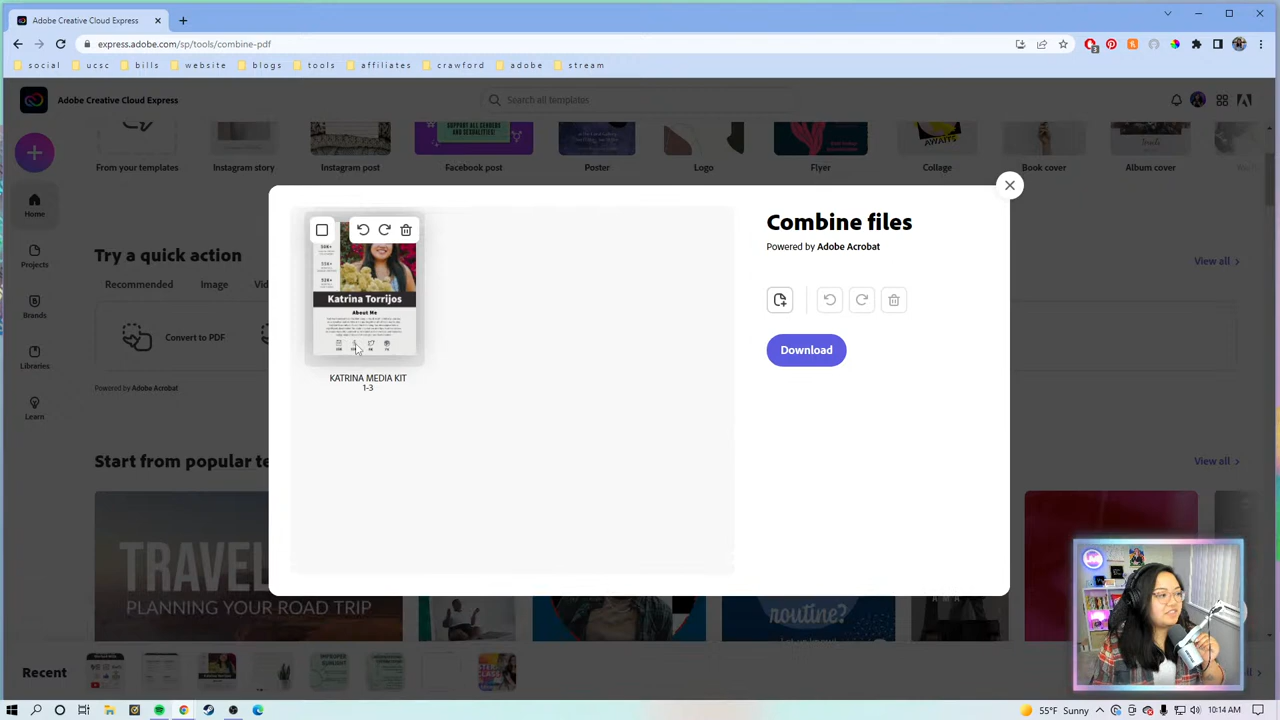 Adobe Creative Cloud Express
express.adobe.com/sp/tools/combine-pdf
3
social
ucsc
bills
website
blogs
tools
affiliates
crawford
adobe
stream
Adobe Creative Cloud Express
Search all templates
From your templates
Instagram story
Instagram post
Facebook post
Poster
Logo
Flyer
Collage
Book cover
Album cover
Home
Projects
Brands
Libraries
Learn
Try a quick action
View all
Recommended
Image
Convert to PDF
Powered by Adobe Acrobat
Katrina Torrijos
About Me
KATRINA MEDIA KIT
1-3
Combine files
Powered by Adobe Acrobat
Download
Start from popular te
View all
TRAVEL
PLANNING YOUR ROAD TRIP
routine?
Recent
55°F Sunny
10:14 AM